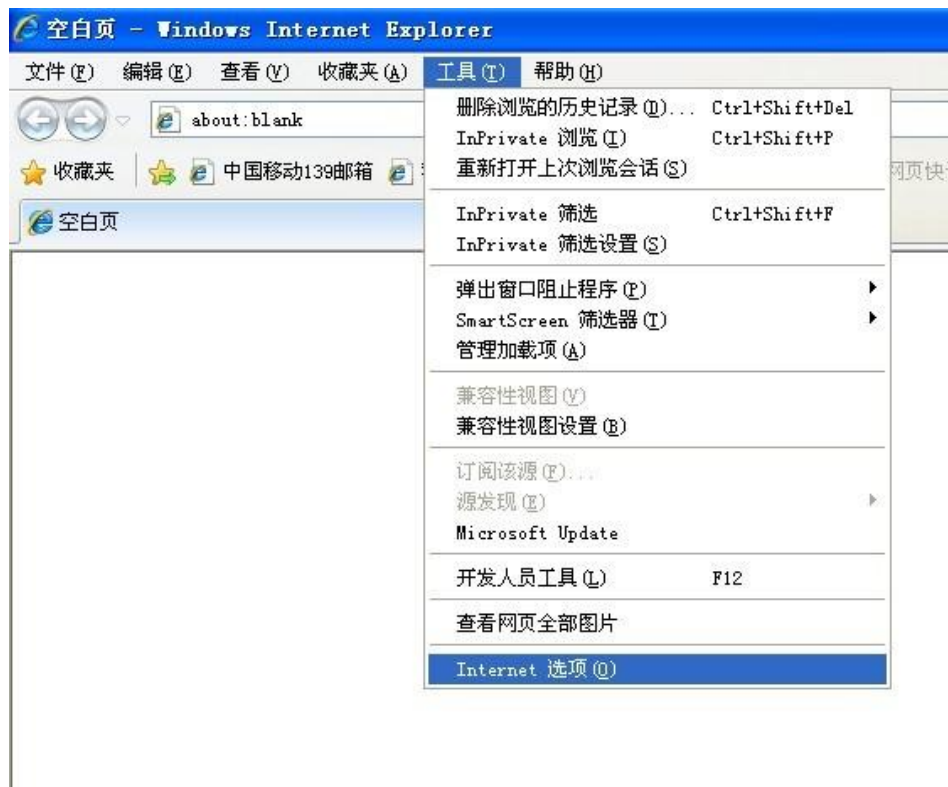 空白页 - Windows Internet Explorer
文件(F) 编辑(E) 查看(V) 收藏夹(A) 工具(T) 帮助(H)
about:blank
收藏夹 中国移动139邮箱 网页快
空白页
删除浏览的历史记录(D)... Ctrl+Shift+Del
InPrivate 浏览(I) Ctrl+Shift+P
重新打开上次浏览会话(S)
InPrivate 筛选 Ctrl+Shift+F
InPrivate 筛选设置(S)
弹出窗口阻止程序(P)
SmartScreen 筛选器(T)
管理加载项(A)
兼容性视图(V)
兼容性视图设置(B)
订阅该源(F)...
源发现(E)
Microsoft Update
开发人员工具(L) F12
查看网页全部图片
Internet 选项(O)